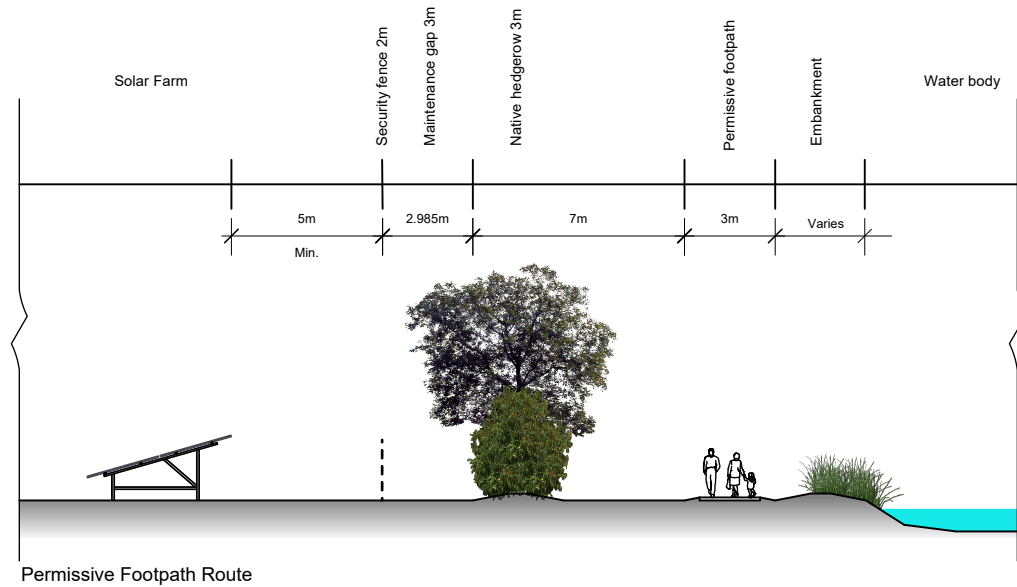 Solar Farm
Security fence 2m
Maintenance gap 3m
Native hedgerow 3m
Permissive footpath
Embankment
Water body
5m
Min.
2.985m
7m
3m
Varies
Permissive Footpath Route